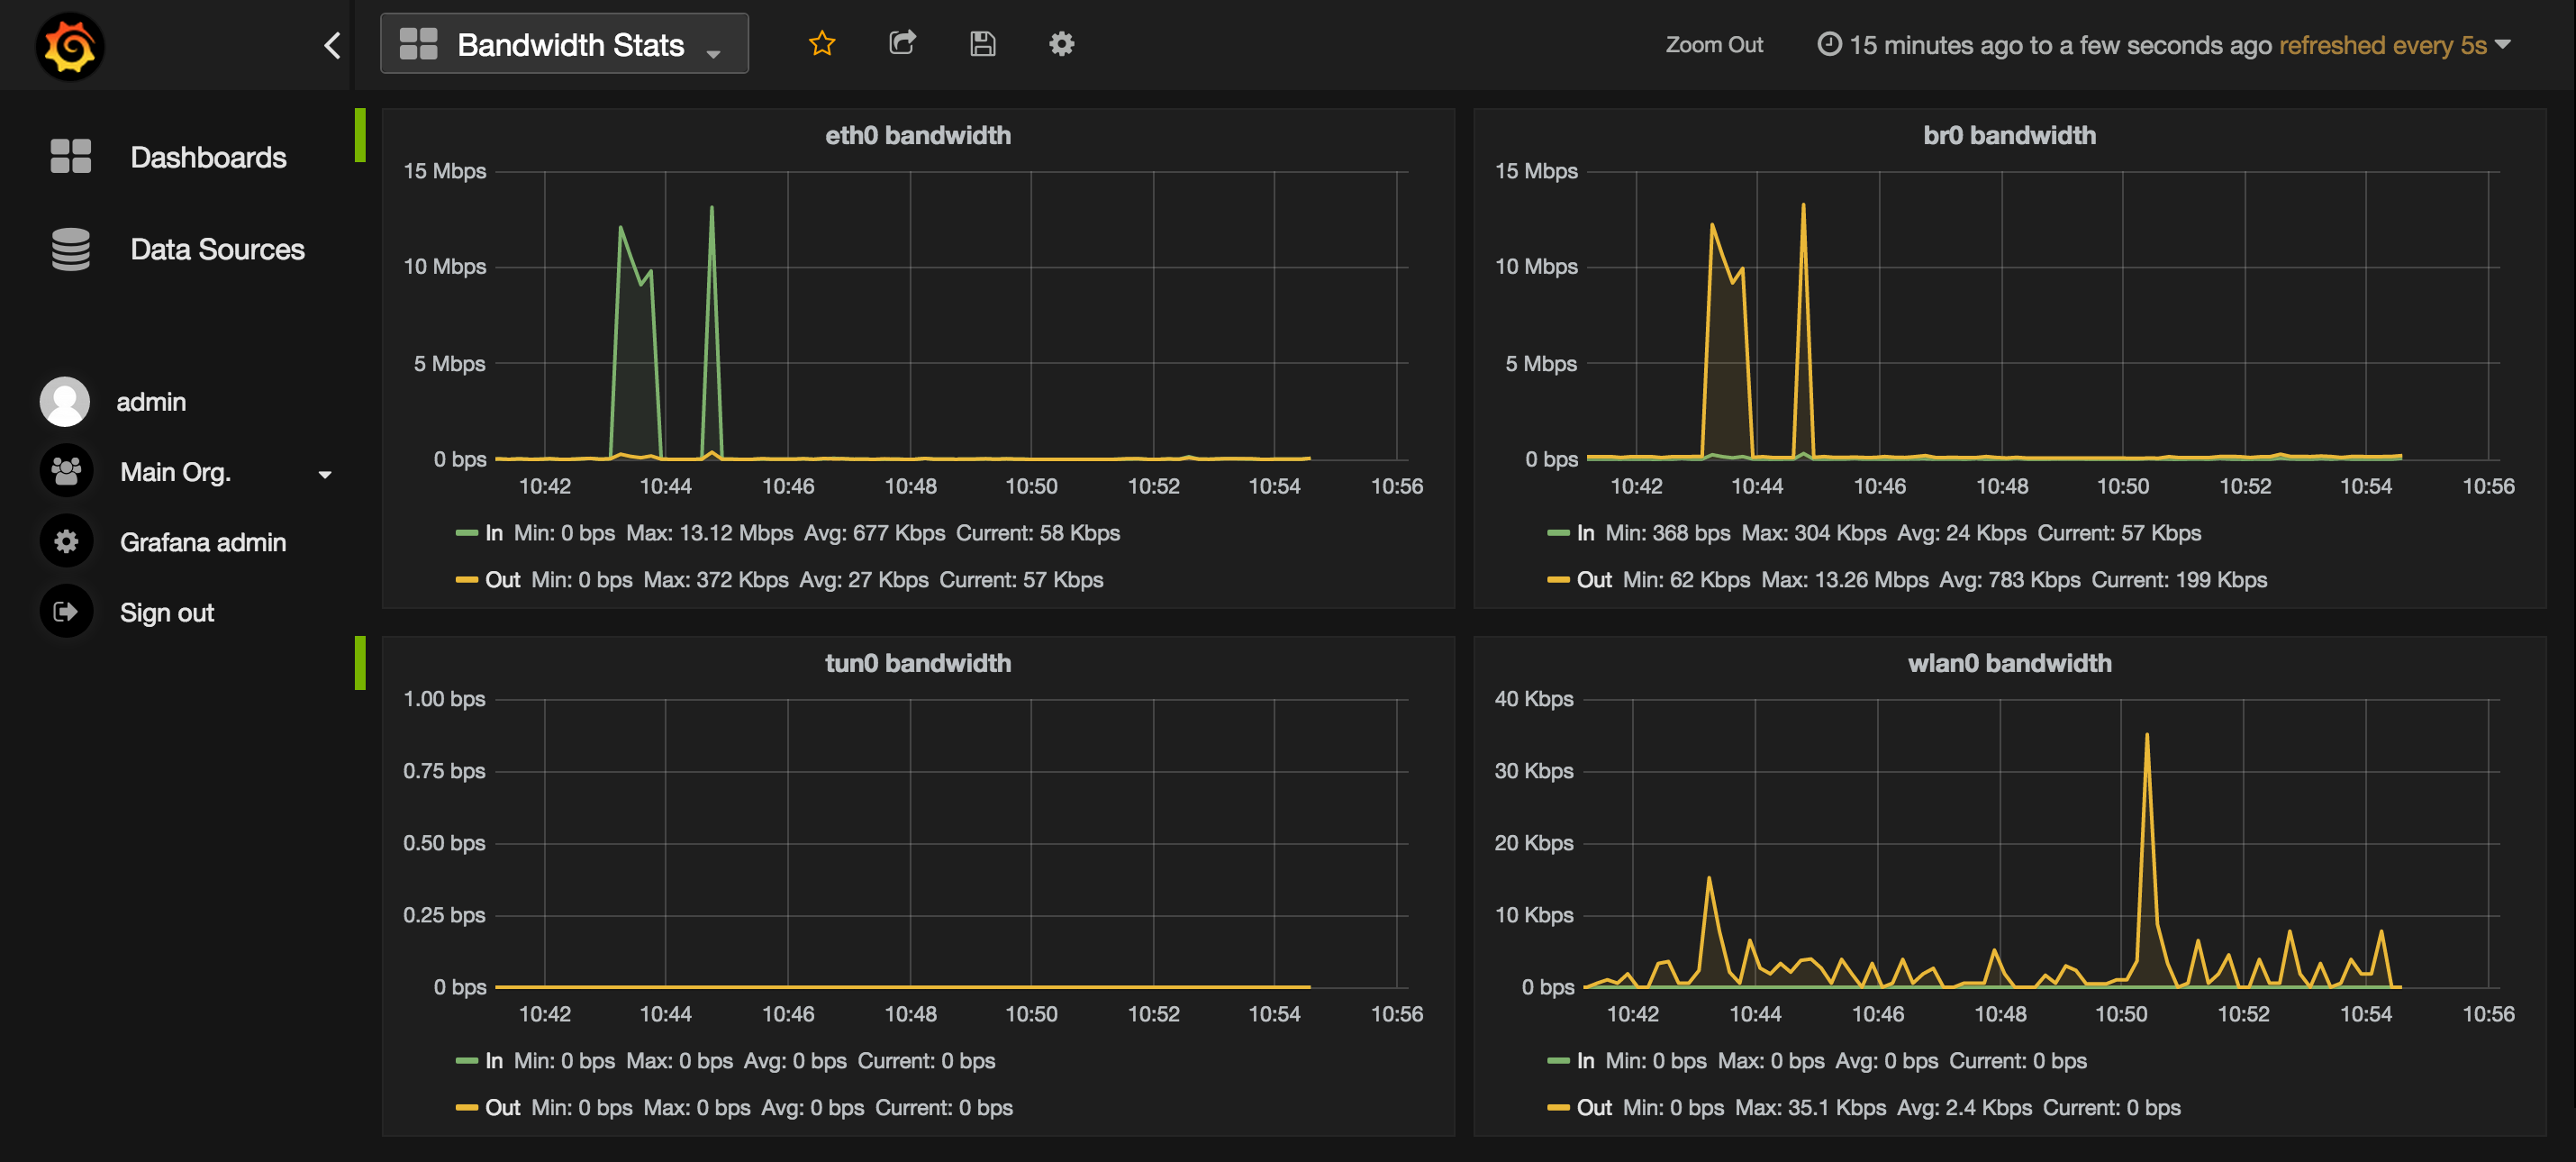 Bandwidth Stats
Zoom Out 15 minutes ago to a few seconds ago refreshed every 5s
Dashboards
Data Sources
admin
Main Org.
Grafana admin
Sign out
eth0 bandwidth
15 Mbps
10 Mbps
5 Mbps
0 bps
10:42 10:44 10:46 10:48 10:50 10:52 10:54 10:56
In Min: 0 bps Max: 13.12 Mbps Avg: 677 Kbps Current: 58 Kbps
Out Min: 0 bps Max: 372 Kbps Avg: 27 Kbps Current: 57 Kbps
br0 bandwidth
15 Mbps
10 Mbps
5 Mbps
0 bps
10:42 10:44 10:46 10:48 10:50 10:52 10:54 10:56
In Min: 368 bps Max: 304 Kbps Avg: 24 Kbps Current: 57 Kbps
Out Min: 62 Kbps Max: 13.26 Mbps Avg: 783 Kbps Current: 199 Kbps
tun0 bandwidth
1.00 bps
0.75 bps
0.50 bps
0.25 bps
0 bps
10:42 10:44 10:46 10:48 10:50 10:52 10:54 10:56
In Min: 0 bps Max: 0 bps Avg: 0 bps Current: 0 bps
Out Min: 0 bps Max: 0 bps Avg: 0 bps Current: 0 bps
wlan0 bandwidth
40 Kbps
30 Kbps
20 Kbps
10 Kbps
0 bps
10:42 10:44 10:46 10:48 10:50 10:52 10:54 10:56
In Min: 0 bps Max: 0 bps Avg: 0 bps Current: 0 bps
Out Min: 0 bps Max: 35.1 Kbps Avg: 2.4 Kbps Current: 0 bps